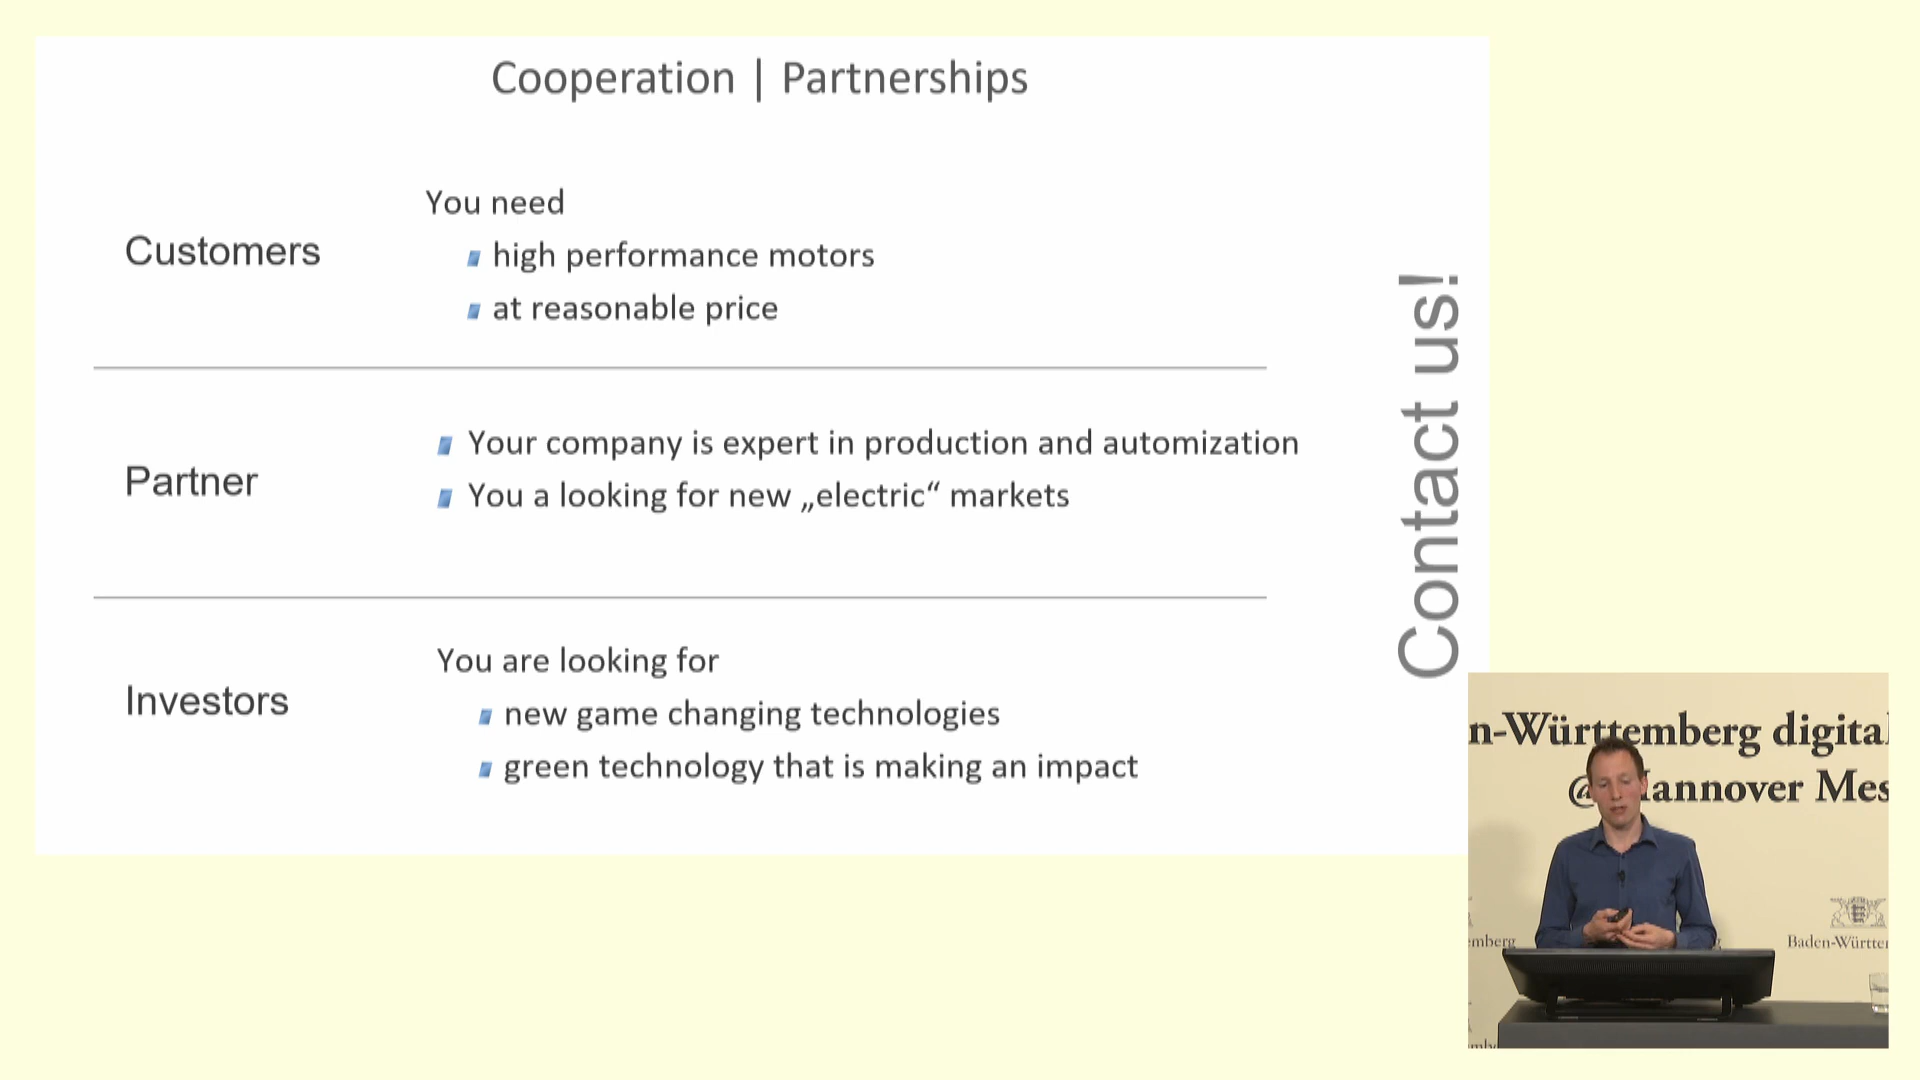 Cooperation | Partnerships
Customers
You need
high performance motors
at reasonable price
Partner
Your company is expert in production and automization
You a looking for new „electric“ markets
Investors
You are looking for
new game changing technologies
green technology that is making an impact
Contact us!
n-Württemberg digital
@ Hannover Mes
mberg
Baden-Württe